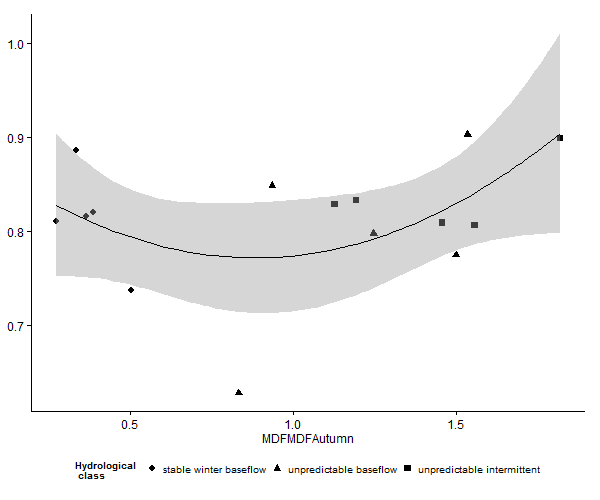 1.0
0.9
0.8
0.7
0.5 1.0 1.5
MDFMDFAutumn
Hydrological
class
stable winter baseflow unpredictable baseflow unpredictable intermittent